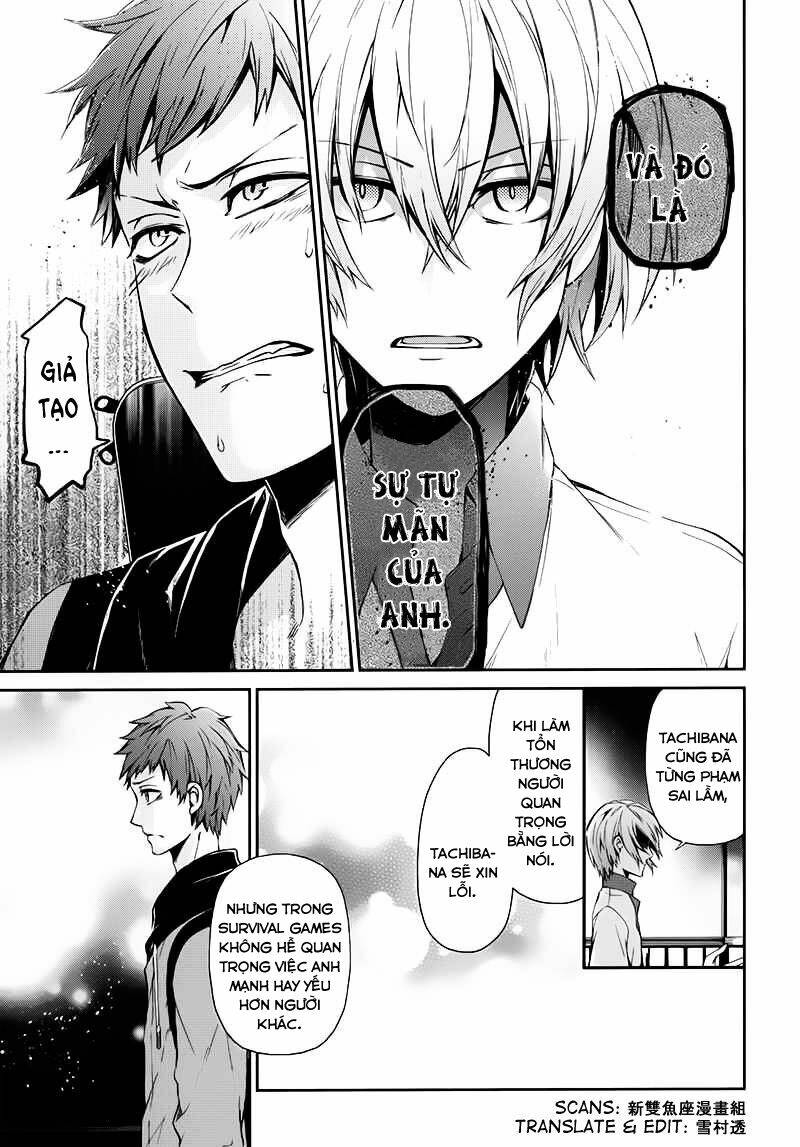 VÀ ĐÓ
LÀ
SỰ TỰ
MÃN
CỦA
ANH.
GIẢ
TẠO
...
TACHIBANA
CŨNG ĐÃ
TỪNG PHẠM
SAI LẦM,
KHI LÀM
TỔN
THƯƠNG
NGƯỜI
QUAN
TRỌNG
BẰNG LỜI
NÓI.
TACHIBA-
NA SẼ XIN
LỖI.
NHƯNG TRONG
SURVIVAL GAMES
KHÔNG HỀ QUAN
TRỌNG VIỆC ANH
MẠNH HAY YẾU
HƠN NGƯỜI
KHÁC.
SCANS: 新雙魚座漫畫組
TRANSLATE & EDIT: 雪村透